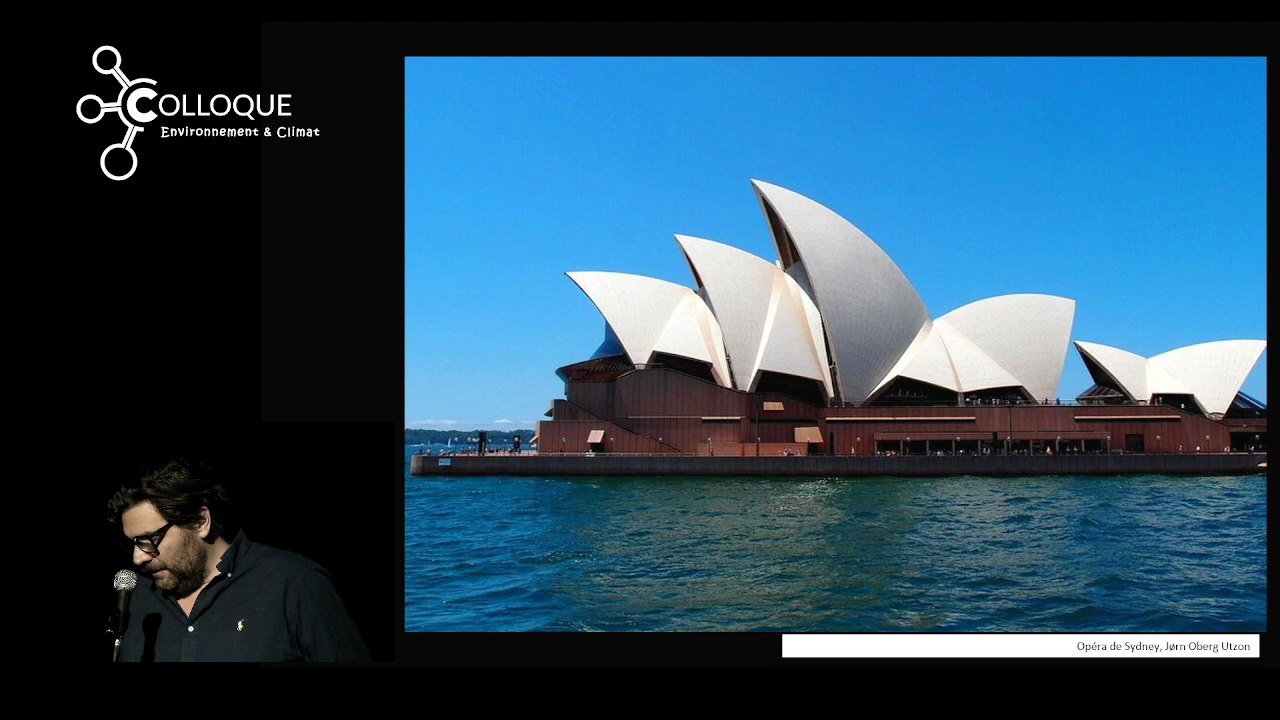 COLLOQUE
Environnement & Climat
Opéra de Sydney, Jørn Oberg Utzon